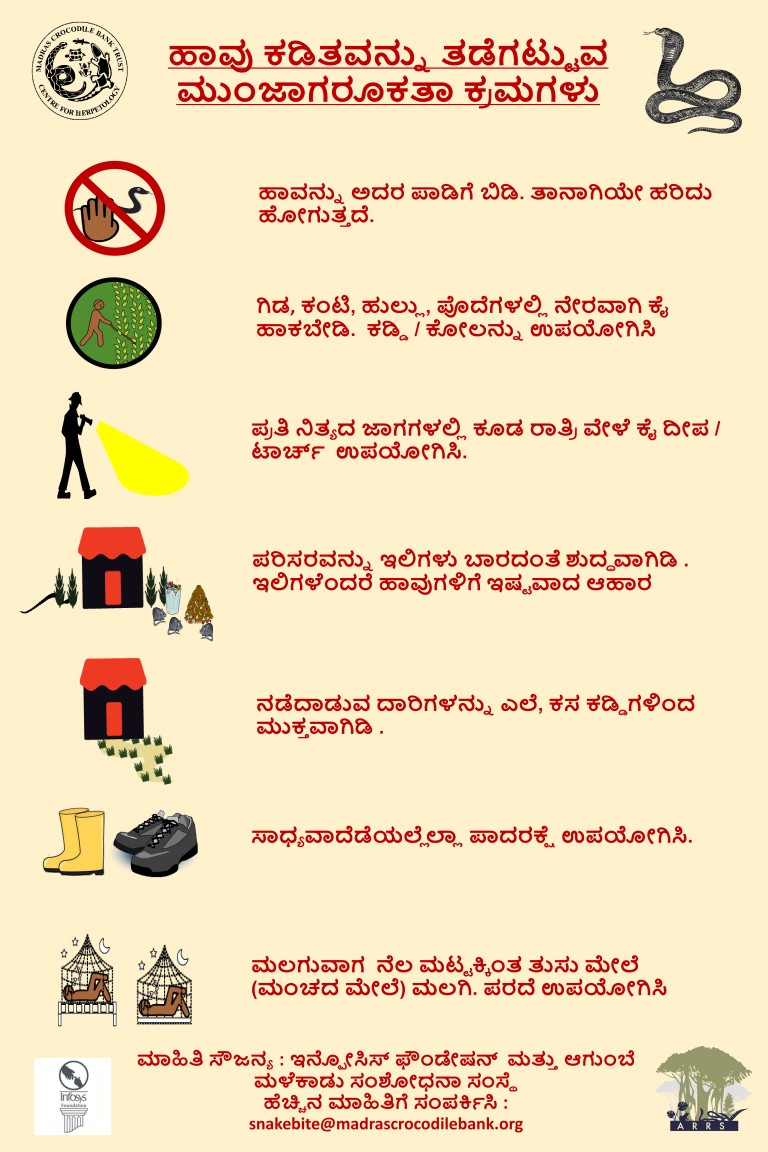 MADRAS CROCODILE BANK TRUST
CENTRE FOR HERPETOLOGY
ಹಾವು ಕಡಿತವನ್ನು ತಡೆಗಟ್ಟುವ
ಮುಂಜಾಗರೂಕತಾ ಕ್ರಮಗಳು
ಹಾವನ್ನು ಅದರ ಪಾಡಿಗೆ ಬಿಡಿ. ತಾನಾಗಿಯೇ ಹರಿದು
ಹೋಗುತ್ತದೆ.
ಗಿಡ, ಕಂಟಿ, ಹುಲ್ಲು, ಪೊದೆಗಳಲ್ಲಿ ನೇರವಾಗಿ ಕೈ
ಹಾಕಬೇಡಿ. ಕಡ್ಡಿ / ಕೋಲನ್ನು ಉಪಯೋಗಿಸಿ
ಪ್ರತಿ ನಿತ್ಯದ ಜಾಗಗಳಲ್ಲಿ ಕೂಡ ರಾತ್ರಿ ವೇಳೆ ಕೈ ದೀಪ /
ಟಾರ್ಚ್ ಉಪಯೋಗಿಸಿ.
ಪರಿಸರವನ್ನು ಇಲಿಗಳು ಬಾರದಂತೆ ಶುದ್ದವಾಗಿಡಿ .
ಇಲಿಗಳೆಂದರೆ ಹಾವುಗಳಿಗೆ ಇಷ್ಟವಾದ ಆಹಾರ
ನಡೆದಾಡುವ ದಾರಿಗಳನ್ನು ಎಲೆ, ಕಸ ಕಡ್ಡಿಗಳಿಂದ
ಮುಕ್ತವಾಗಿಡಿ .
ಸಾಧ್ಯವಾದೆಡೆಯಲ್ಲೆಲ್ಲಾ ಪಾದರಕ್ಷೆ ಉಪಯೋಗಿಸಿ.
ಮಲಗುವಾಗ ನೆಲ ಮಟ್ಟಕ್ಕಿಂತ ತುಸು ಮೇಲೆ
(ಮಂಚದ ಮೇಲೆ) ಮಲಗಿ. ಪರದೆ ಉಪಯೋಗಿಸಿ
ಮಾಹಿತಿ ಸೌಜನ್ಯ : ಇನ್ಫೋಸಿಸ್ ಫೌಂಡೇಷನ್ ಮತ್ತು ಆಗುಂಬೆ
ಮಳೆಕಾಡು ಸಂಶೋಧನಾ ಸಂಸ್ಥೆ
ಹೆಚ್ಚಿನ ಮಾಹಿತಿಗೆ ಸಂಪರ್ಕಿಸಿ :
snakebite@madrascrocodilebank.org
Infosys
Foundation
ARRS